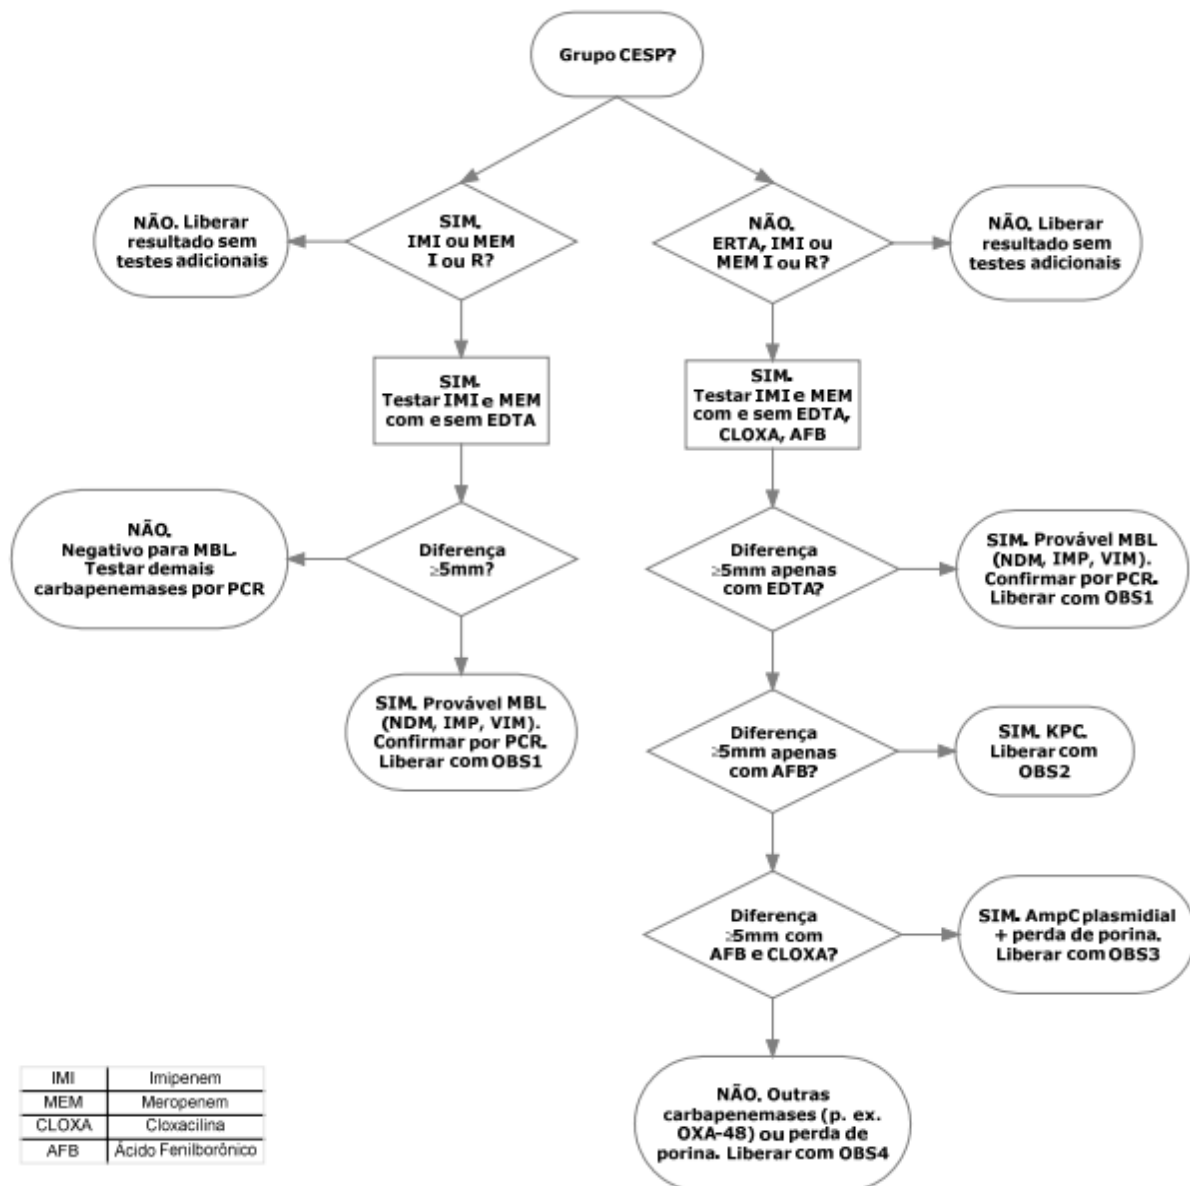 Grupo CESP?
NÃO. Liberar
resultado sem
testes adicionais
SIM.
IMI ou MEM
I ou R?
NÃO.
ERTA, IMI ou
MEM I ou R?
NÃO. Liberar
resultado sem
testes adicionais
SIM.
Testar IMI e MEM
com e sem EDTA
SIM.
Testar IMI e MEM
com e sem EDTA,
CLOXA, AFB
NÃO.
Negativo para MBL.
Testar demais
carbapenemases por PCR
Diferença
≥5mm?
Diferença
≥5mm apenas
com EDTA?
SIM. Provável MBL
(NDM, IMP, VIM).
Confirmar por PCR.
Liberar com OBS1
SIM. Provável MBL
(NDM, IMP, VIM).
Confirmar por PCR.
Liberar com OBS1
Diferença
≥5mm apenas
com AFB?
SIM. KPC.
Liberar com
OBS2
Diferença
≥5mm com
AFB e CLOXA?
SIM. AmpC plasmidial
+ perda de porina.
Liberar com OBS3
NÃO. Outras
carbapenemases (p. ex.
OXA-48) ou perda de
porina. Liberar com OBS4
IMI Imipenem
MEM Meropenem
CLOXA Cloxacilina
AFB Ácido Fenilborônico